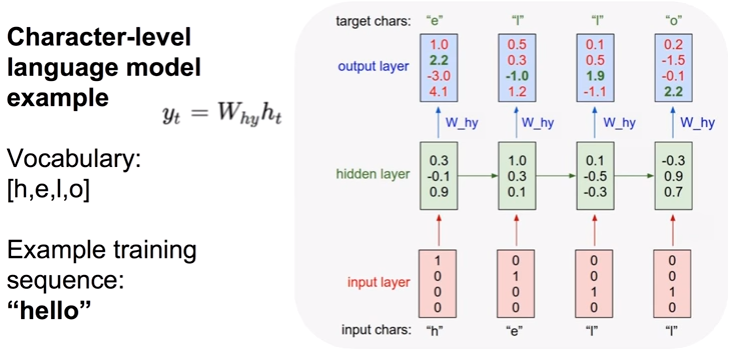 Character-level
language model
example
yₜ = Wₕᵧhₜ
Vocabulary:
[h,e,l,o]
Example training
sequence:
“hello”
target chars: “e” “l” “l” “o”
output layer
1.0 0.5 0.1 0.2
2.2 0.3 0.5 -1.5
-3.0 -1.0 1.9 -0.1
4.1 1.2 -1.1 2.2
W_hy W_hy W_hy W_hy
hidden layer
0.3 1.0 0.1 -0.3
-0.1 0.3 -0.5 0.9
0.9 0.1 -0.3 0.7
input layer
1 0 0 0
0 1 0 0
0 0 1 1
0 0 0 0
input chars: “h” “e” “l” “l”